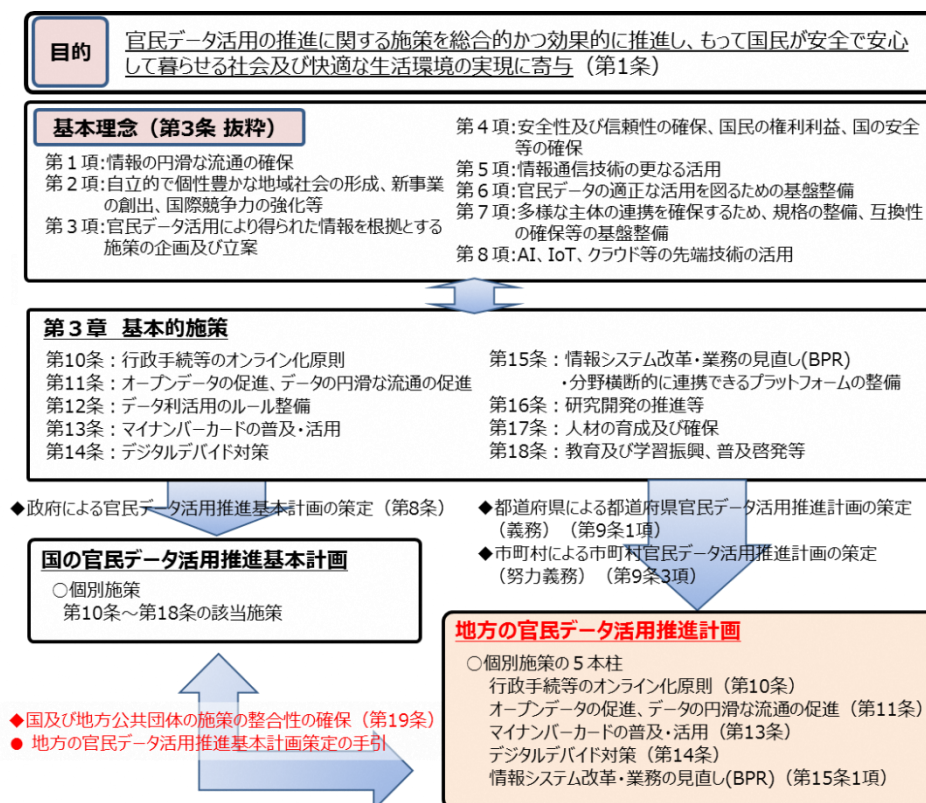 目的
官民データ活用の推進に関する施策を総合的かつ効果的に推進し、もって国民が安全で安心
して暮らせる社会及び快適な生活環境の実現に寄与（第1条）
基本理念（第3条 抜粋）
第１項:情報の円滑な流通の確保
第２項:自立的で個性豊かな地域社会の形成、新事業
の創出、国際競争力の強化等
第３項:官民データ活用により得られた情報を根拠とする
施策の企画及び立案
第４項:安全性及び信頼性の確保、国民の権利利益、国の安全
等の確保
第５項:情報通信技術の更なる活用
第６項:官民データの適正な活用を図るための基盤整備
第７項:多様な主体の連携を確保するため、規格の整備、互換性
の確保等の基盤整備
第８項:AI、IoT、クラウド等の先端技術の活用
第３章 基本的施策
第10条：行政手続等のオンライン化原則
第11条：オープンデータの促進、データの円滑な流通の促進
第12条：データ利活用のルール整備
第13条：マイナンバーカードの普及・活用
第14条：デジタルデバイド対策
第15条：情報システム改革・業務の見直し(BPR)
・分野横断的に連携できるプラットフォームの整備
第16条：研究開発の推進等
第17条：人材の育成及び確保
第18条：教育及び学習振興、普及啓発等
◆政府による官民データ活用推進基本計画の策定（第8条）
国の官民データ活用推進基本計画
○個別施策
第10条～第18条の該当施策
◆都道府県による都道府県官民データ活用推進計画の策定
（義務）（第9条1項）
◆市町村による市町村官民データ活用推進計画の策定
（努力義務）（第9条3項）
地方の官民データ活用推進計画
○個別施策の５本柱
行政手続等のオンライン化原則（第10条）
オープンデータの促進、データの円滑な流通の促進（第11条）
マイナンバーカードの普及・活用（第13条）
デジタルデバイド対策（第14条）
情報システム改革・業務の見直し(BPR)（第15条1項）
◆国及び地方公共団体の施策の整合性の確保（第19条）
● 地方の官民データ活用推進基本計画策定の手引